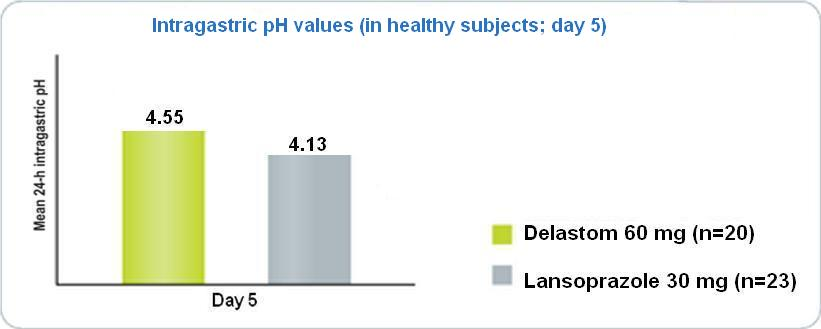 Intragastric pH values (in healthy subjects; day 5)
Mean 24-h intragastric pH
4.55
4.13
Day 5
Delastom 60 mg (n=20)
Lansoprazole 30 mg (n=23)